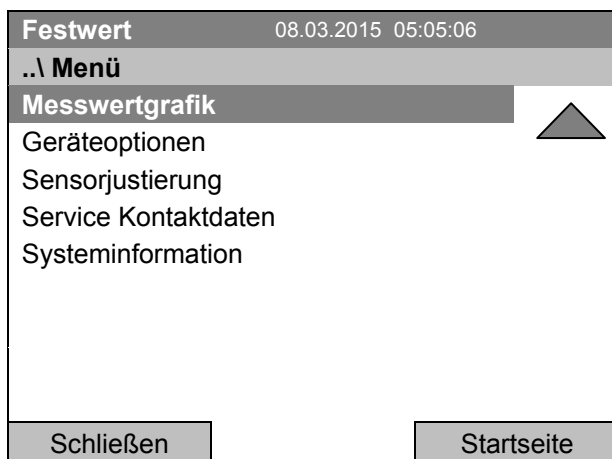 Festwert 08.03.2015 05:05:06
..\ Menü
Messwertgrafik
Geräteoptionen
Sensorjustierung
Service Kontaktdaten
Systeminformation
Schließen Startseite